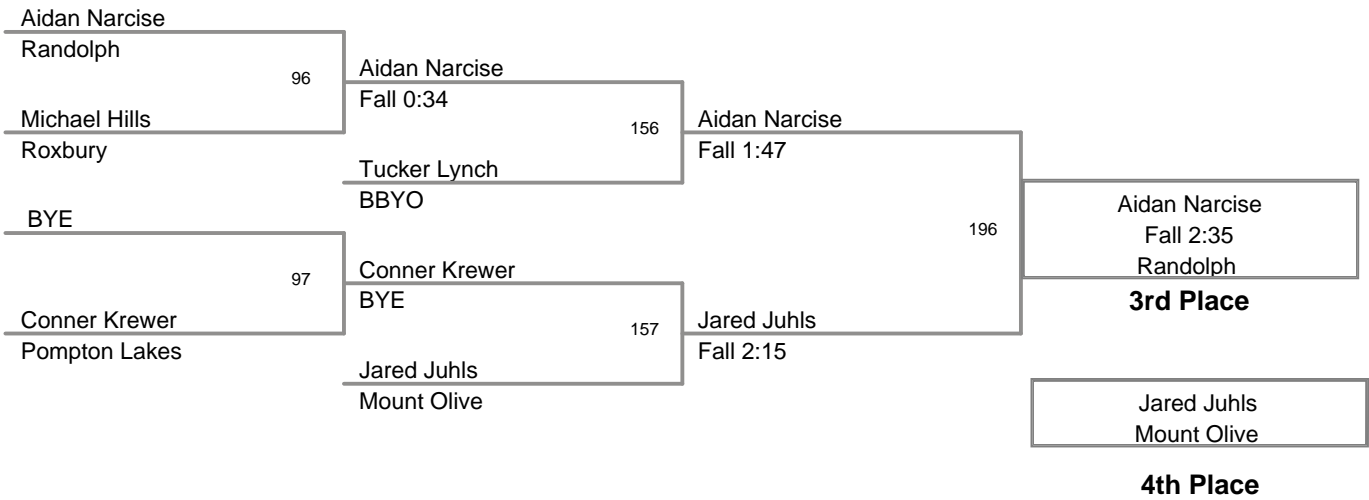 Aidan Narcise
Randolph
96
Michael Hills
Roxbury
BYE
97
Conner Krewer
Pompton Lakes
Aidan Narcise
Fall 0:34
156
Tucker Lynch
BBYO
Conner Krewer
BYE
157
Jared Juhls
Mount Olive
Aidan Narcise
Fall 1:47
196
Jared Juhls
Fall 2:15
Aidan Narcise
Fall 2:35
Randolph
3rd Place
Jared Juhls
Mount Olive
4th Place